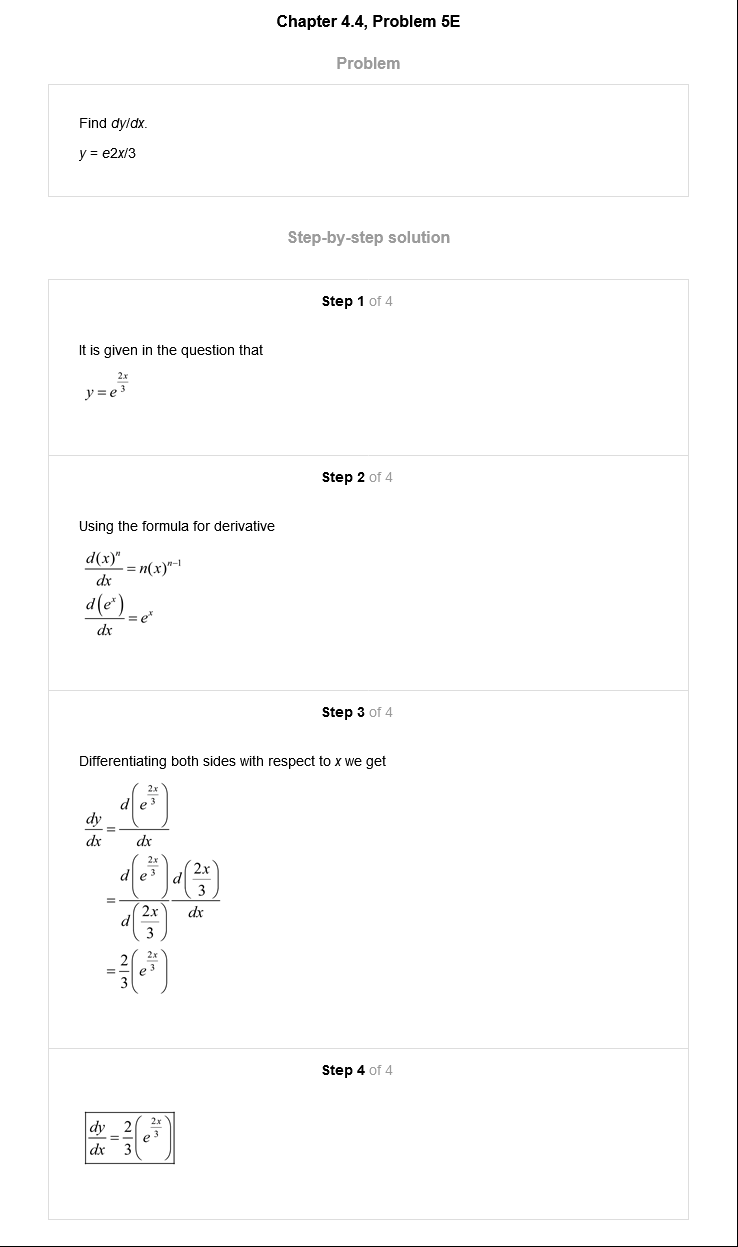 Chapter 4.4, Problem 5E
Problem
Find dy/dx.
y = e2x/3
Step-by-step solution
Step 1 of 4
It is given in the question that
y = e^{\frac{2x}{3}}
Step 2 of 4
Using the formula for derivative
\frac{d(x)^n}{dx} = n(x)^{n-1}
\frac{d(e^x)}{dx} = e^x
Step 3 of 4
Differentiating both sides with respect to x we get
\frac{dy}{dx} = \frac{d\left(e^{\frac{2x}{3}}\right)}{dx}
= \frac{d\left(e^{\frac{2x}{3}}\right)}{d\left(\frac{2x}{3}\right)} \frac{d\left(\frac{2x}{3}\right)}{dx}
= \frac{2}{3}\left(e^{\frac{2x}{3}}\right)
Step 4 of 4
\frac{dy}{dx} = \frac{2}{3}\left(e^{\frac{2x}{3}}\right)